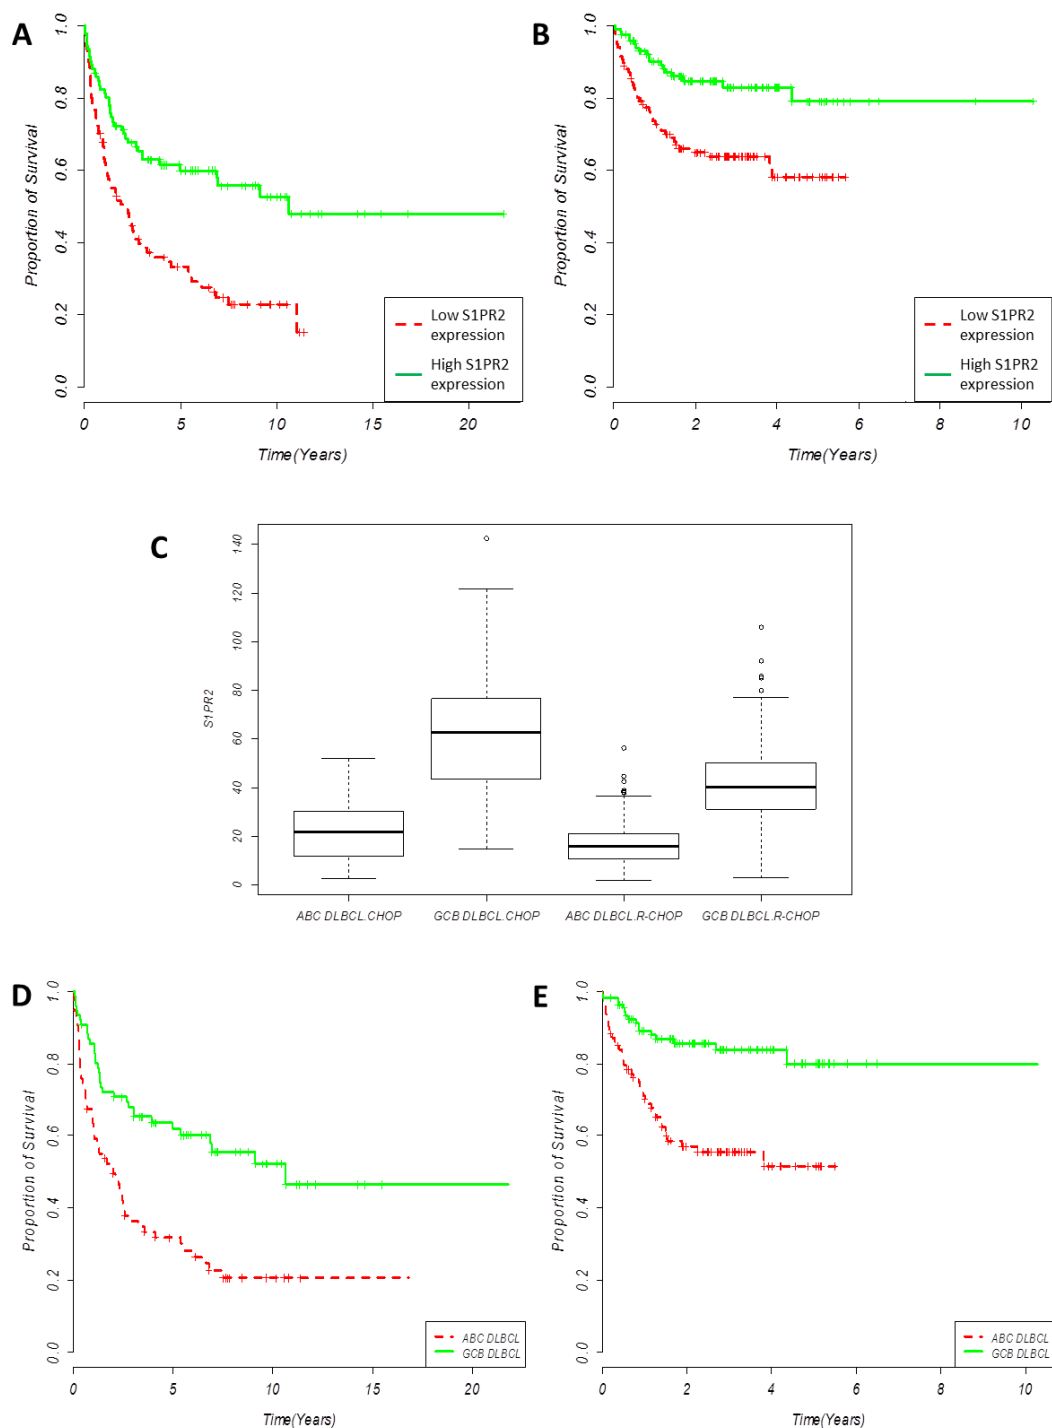 A
Proportion of Survival
1.0
0.8
0.6
0.4
0.2
0.0
0 5 10 15 20
Time(Years)
Low S1PR2
expression
High S1PR2
expression
B
Proportion of Survival
1.0
0.8
0.6
0.4
0.2
0.0
0 2 4 6 8 10
Time(Years)
Low S1PR2
expression
High S1PR2
expression
C
S1PR2
140
120
100
80
60
40
20
0
ABC DLBCL.CHOP GCB DLBCL.CHOP ABC DLBCL.R-CHOP GCB DLBCL.R-CHOP
D
Proportion of Survival
1.0
0.8
0.6
0.4
0.2
0.0
0 5 10 15 20
Time(Years)
ABC DLBCL
GCB DLBCL
E
Proportion of Survival
1.0
0.8
0.6
0.4
0.2
0.0
0 2 4 6 8 10
Time(Years)
ABC DLBCL
GCB DLBCL